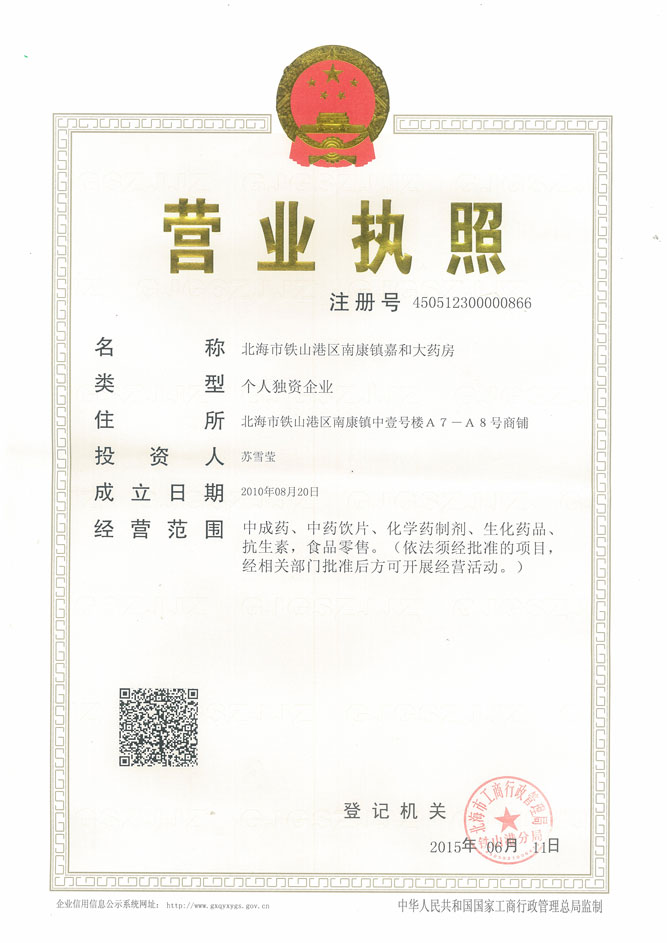 营业执照
注册号 450512300000866
名称 北海市铁山港区南康镇嘉和大药房
类型 个人独资企业
住所 北海市铁山港区南康镇中壹号楼A7－A8号商铺
投资人 苏雪莹
成立日期 2010年08月20日
经营范围 中成药、中药饮片、化学药制剂、生化药品、
抗生素，食品零售。（依法须经批准的项目，
经相关部门批准后方可开展经营活动。）
登记机关
北海市工商行政管理局
铁山港分局
2015年 06月 11日
企业信用信息公示系统网址： http://www.gxqyxygs.gov.cn
中华人民共和国国家工商行政管理总局监制